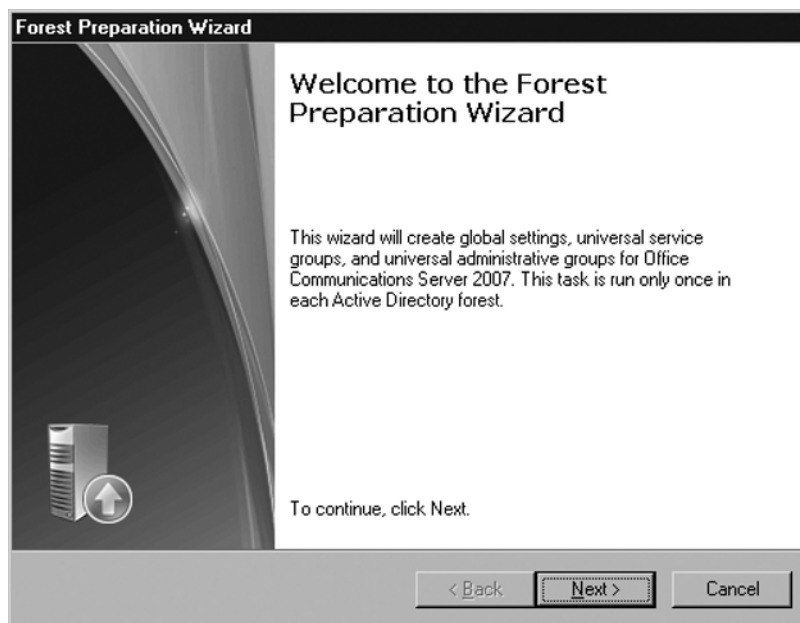 Forest Preparation Wizard
Welcome to the Forest
Preparation Wizard
This wizard will create global settings, universal service
groups, and universal administrative groups for Office
Communications Server 2007. This task is run only once in
each Active Directory forest.
To continue, click Next.
< Back
Next >
Cancel